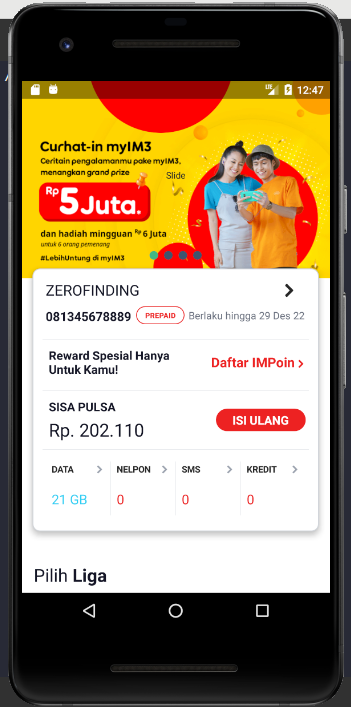 12:47
Curhat-in myIM3
Ceritain pengalamanmu pake myIM3,
menangkan grand prize
Slide
Rp 5 Juta.
dan hadiah mingguan Rp 6 Juta
untuk 6 orang pemenang
#LebihUntung di myIM3
ZEROFINDING
081345678889 PREPAID Berlaku hingga 29 Des 22
Reward Spesial Hanya
Untuk Kamu!
Daftar IMPoin >
SISA PULSA
Rp. 202.110
ISI ULANG
DATA NELPON SMS KREDIT
21 GB 0 0 0
Pilih Liga